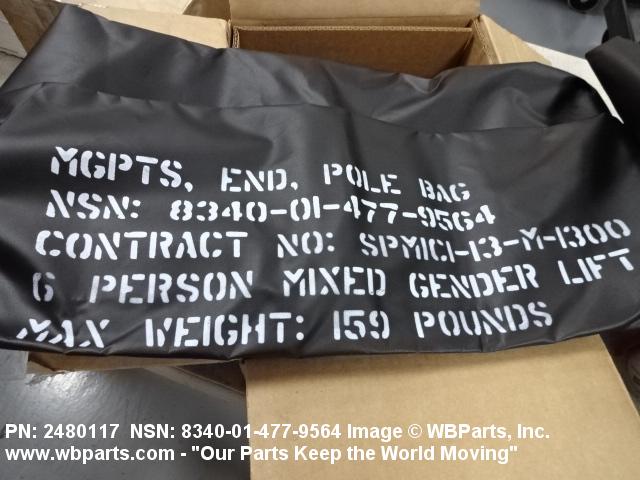 MGPTS, END, POLE BAG
NSN: 8340-01-477-9564
CONTRACT NO: SPM1C1-13-M-1300
6 PERSON MIXED GENDER LIFT
MAX WEIGHT: 159 POUNDS
PN: 2480117 NSN: 8340-01-477-9564 Image © WBParts, Inc.
www.wbparts.com - "Our Parts Keep the World Moving"